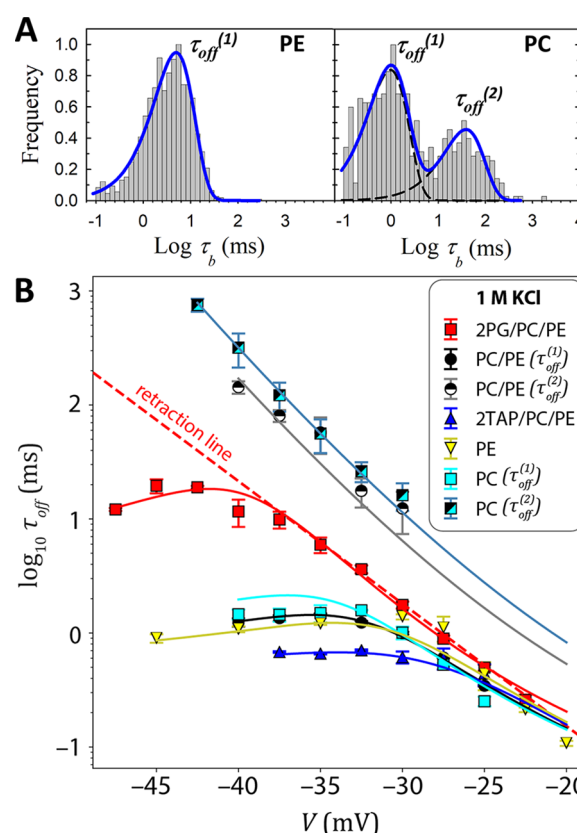 A
PE
PC
τoff(1)
τoff(1)
τoff(2)
Frequency
1.0
0.8
0.6
0.4
0.2
0.0
-1 0 1 2 3
-1 0 1 2 3 4
Log τb (ms)
Log τb (ms)
B
3
2
1
0
−1
log10 τoff (ms)
retraction line
1 M KCl
2PG/PC/PE
PC/PE (τoff(1))
PC/PE (τoff(2))
2TAP/PC/PE
PE
PC (τoff(1))
PC (τoff(2))
−45 −40 −35 −30 −25 −20
V (mV)